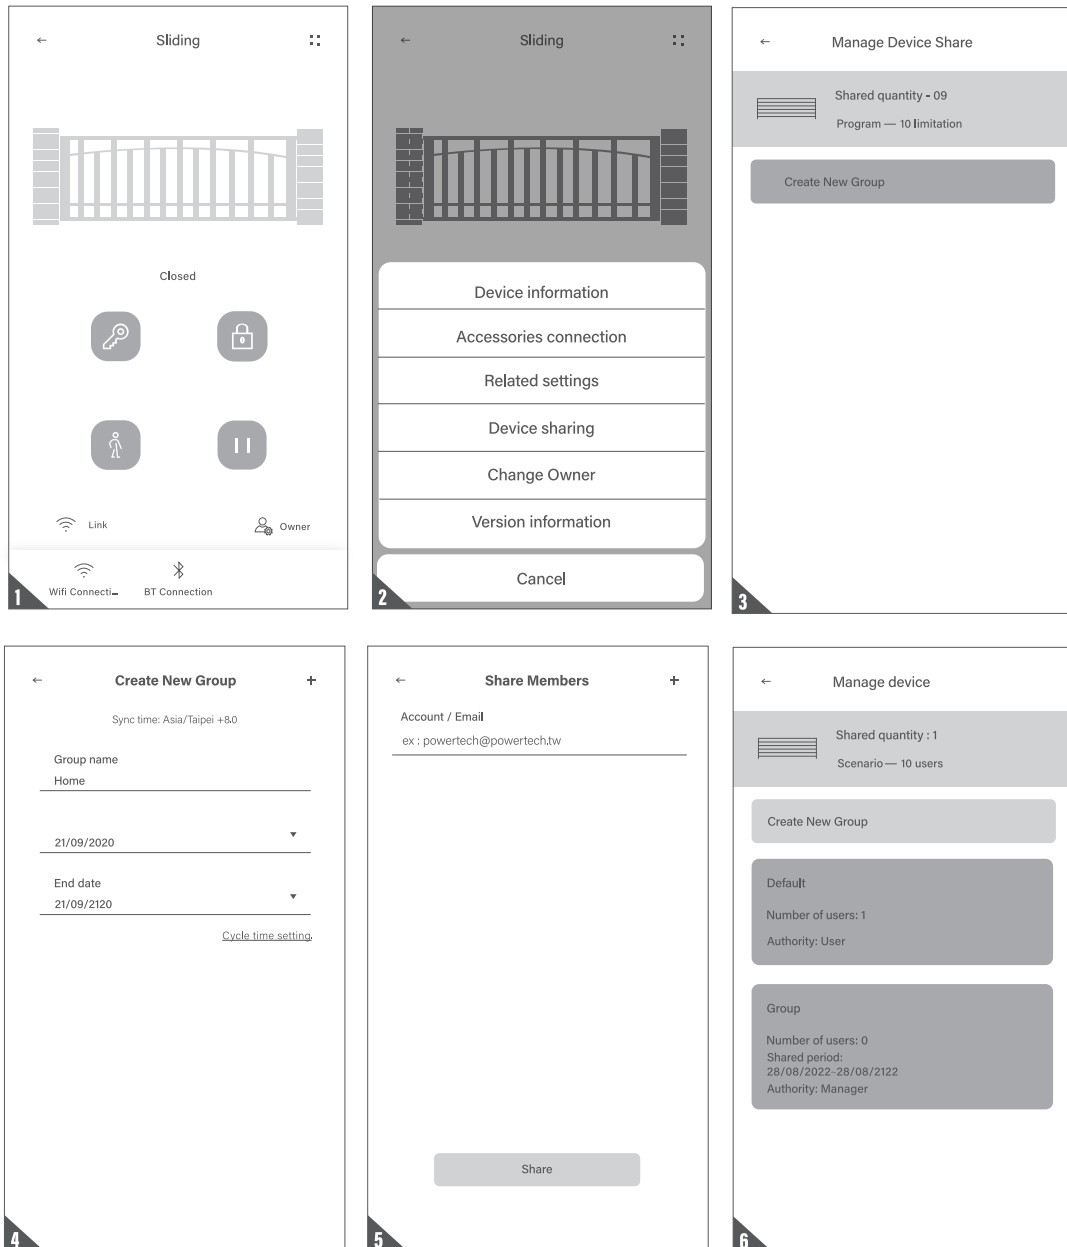 Sliding
Closed
Link
Owner
Wifi Connecti...
BT Connection
1
Sliding
Device information
Accessories connection
Related settings
Device sharing
Change Owner
Version information
Cancel
2
Manage Device Share
Shared quantity - 09
Program — 10 limitation
Create New Group
3
Create New Group
Sync time: Asia/Taipei +8.0
Group name
Home
21/09/2020
End date
21/09/2120
Cycle time setting
4
Share Members
Account / Email
ex : powertech@powertech.tw
Share
5
Manage device
Shared quantity : 1
Scenario — 10 users
Create New Group
Default
Number of users: 1
Authority: User
Group
Number of users: 0
Shared period:
28/08/2022-28/08/2122
Authority: Manager
6